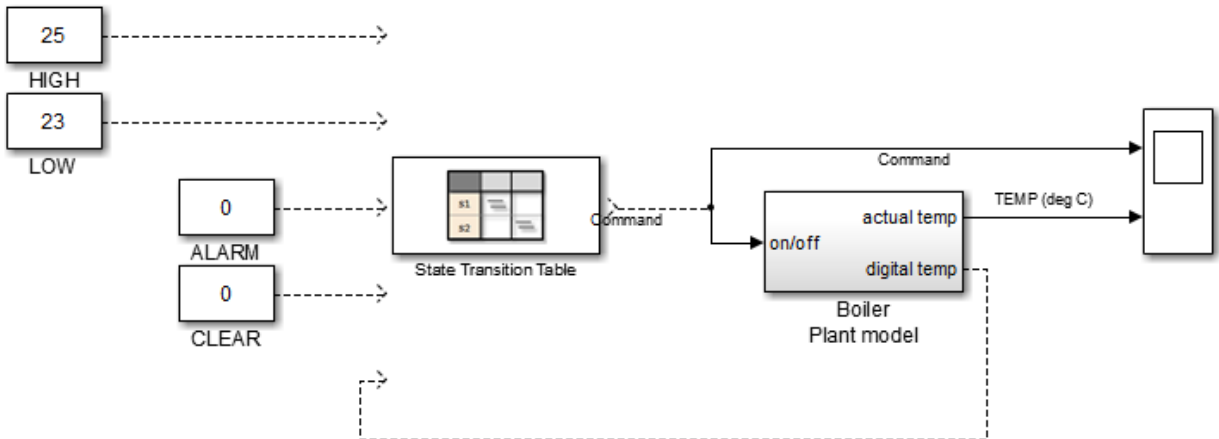 25
HIGH
23
LOW
0
ALARM
0
CLEAR
s1
s2
State Transition Table
Command
Command
on/off
actual temp
digital temp
Boiler
Plant model
TEMP (deg C)